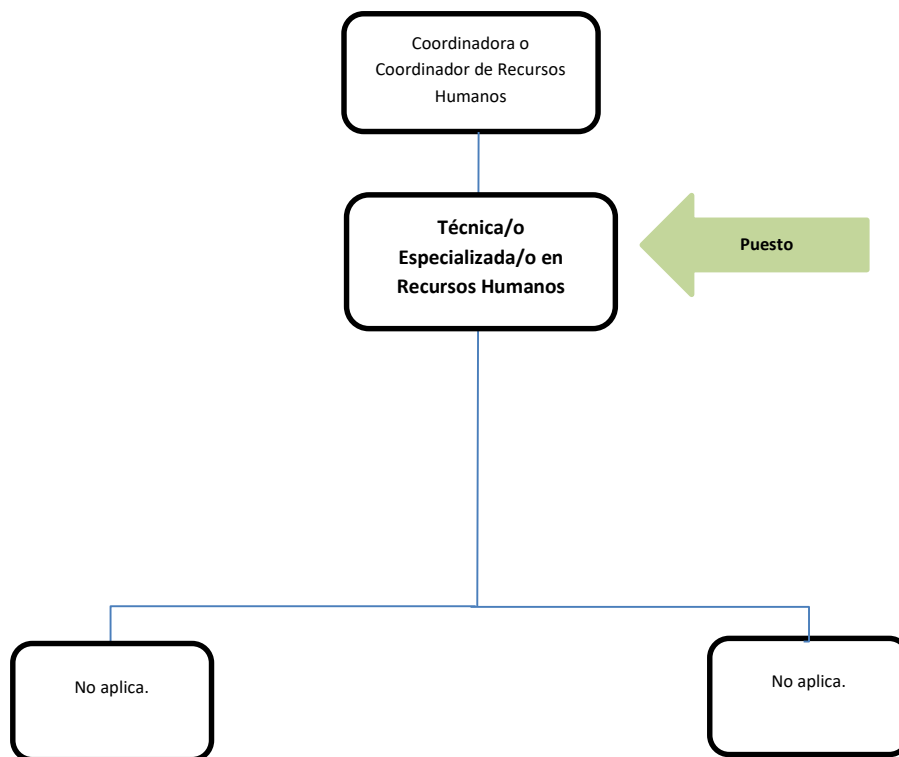 Coordinadora o
Coordinador de Recursos
Humanos
Técnica/o
Especializada/o en
Recursos Humanos
Puesto
No aplica.
No aplica.